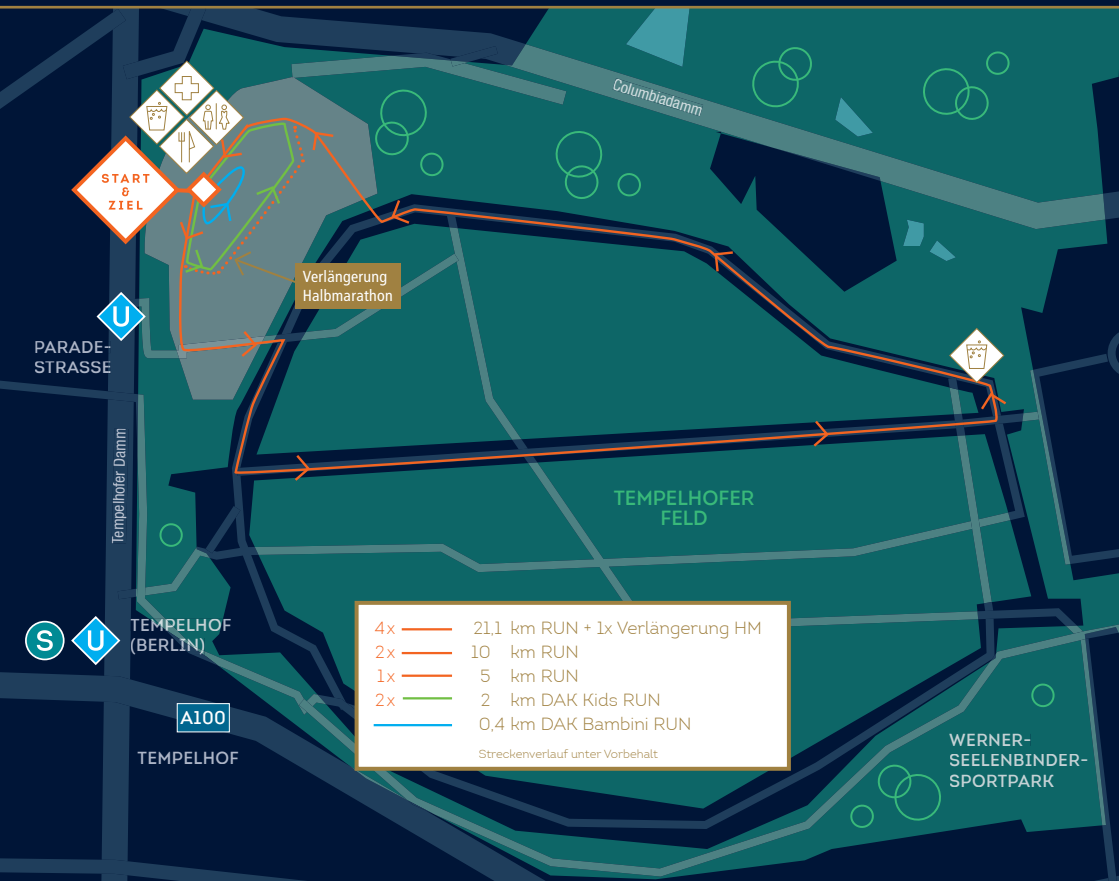 Columbiadamm
START
&
ZIEL
Verlängerung
Halbmarathon
U
PARADE-
STRASSE
Tempelhofer Damm
TEMPELHOFER
FELD
S
U
TEMPELHOF
(BERLIN)
A100
TEMPELHOF
4x 21,1 km RUN + 1x Verlängerung HM
2x 10 km RUN
1x 5 km RUN
2x 2 km DAK Kids RUN
0,4 km DAK Bambini RUN
Streckenverlauf unter Vorbehalt
WERNER-
SEELENBINDER-
SPORTPARK